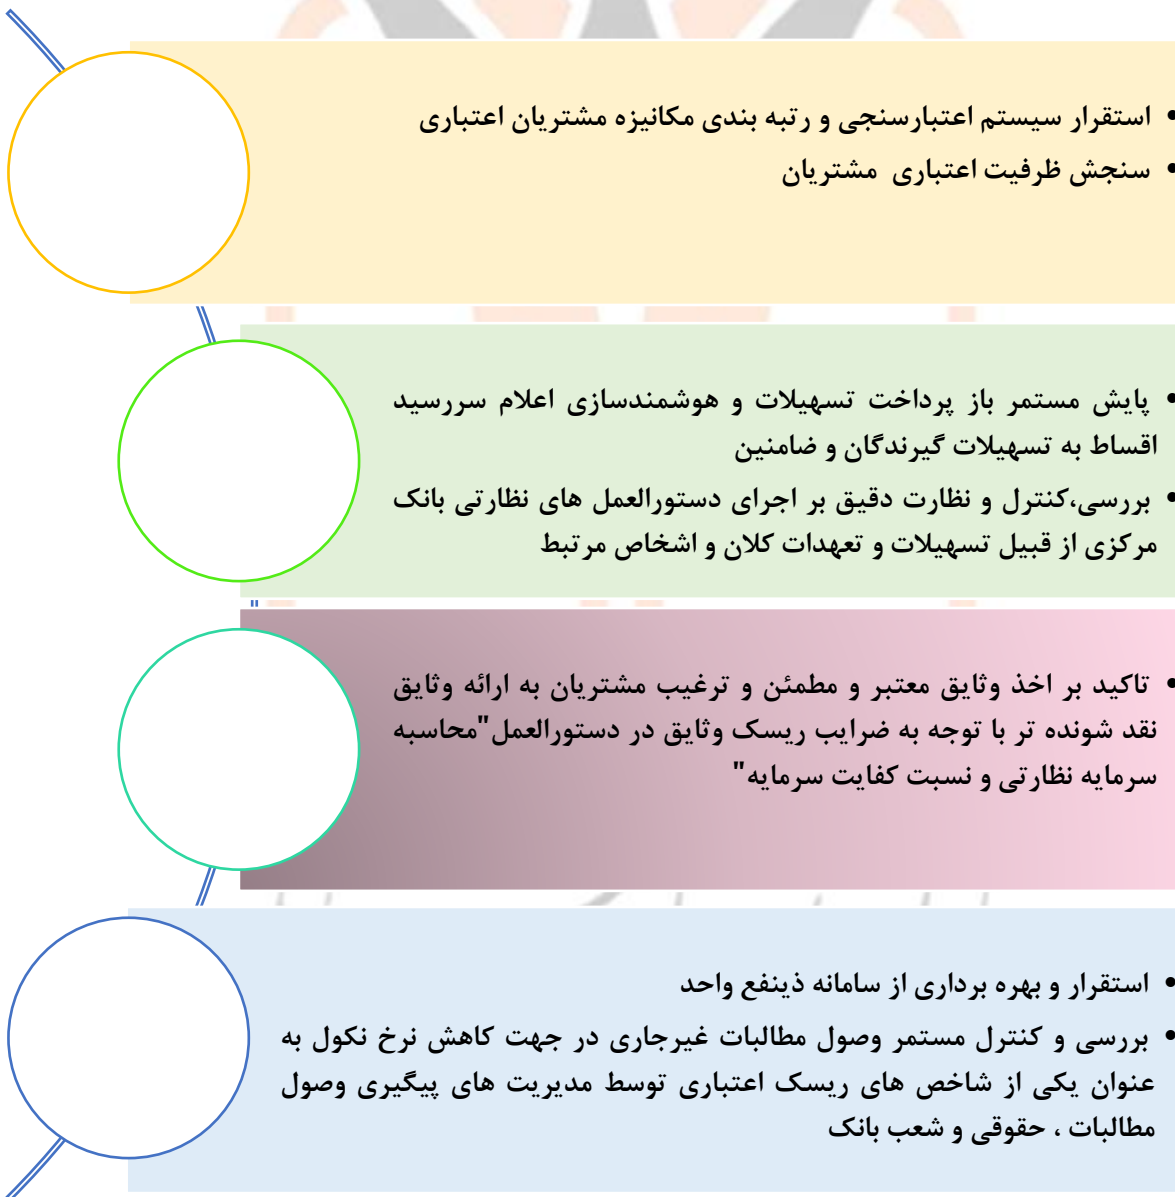 • استقرار سیستم اعتبارسنجی و رتبه بندی مکانیزه مشتریان اعتباری
• سنجش ظرفیت اعتباری مشتریان
• پایش مستمر باز پرداخت تسهیلات و هوشمندسازی اعلام سررسید
اقساط به تسهیلات گیرندگان و ضامنین
• بررسی،کنترل و نظارت دقیق بر اجرای دستورالعمل های نظارتی بانک
مرکزی از قبیل تسهیلات و تعهدات کلان و اشخاص مرتبط
• تاکید بر اخذ وثایق معتبر و مطمئن و ترغیب مشتریان به ارائه وثایق
نقد شونده تر با توجه به ضرایب ریسک وثایق در دستورالعمل"محاسبه
سرمایه نظارتی و نسبت کفایت سرمایه"
• استقرار و بهره برداری از سامانه ذینفع واحد
• بررسی و کنترل مستمر وصول مطالبات غیرجاری در جهت کاهش نرخ نکول به
عنوان یکی از شاخص های ریسک اعتباری توسط مدیریت های پیگیری وصول
مطالبات ، حقوقی و شعب بانک